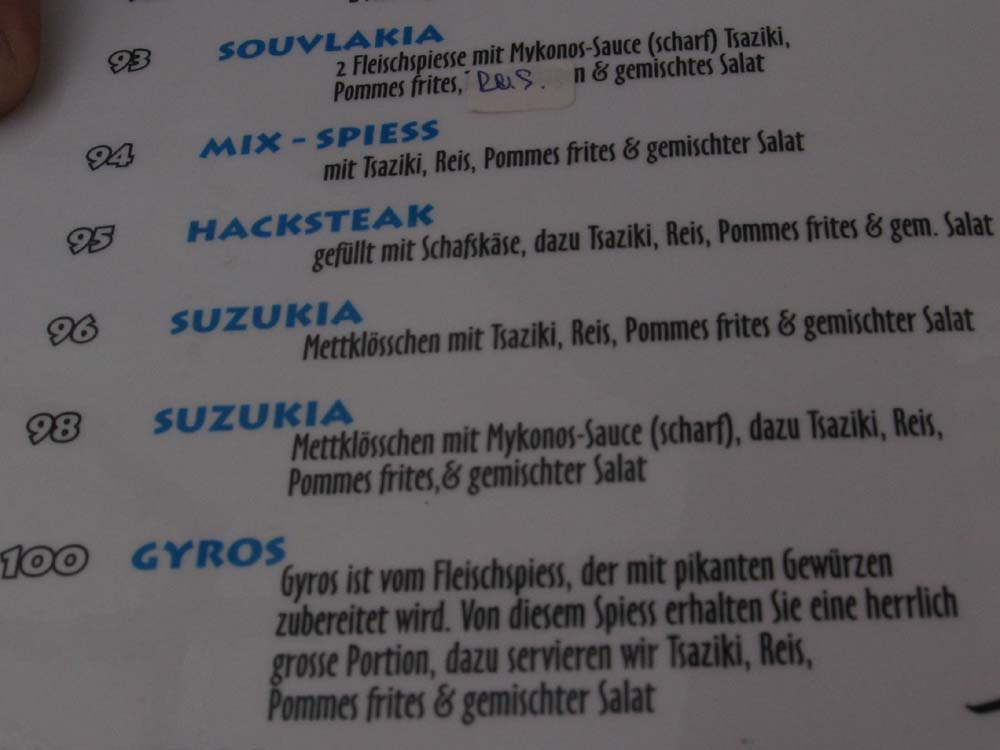 93 SOUVLAKIA
2 Fleischspiesse mit Mykonos-Sauce (scharf) Tsaziki,
Pommes frites, Reis. n & gemischtes Salat
94 MIX - SPIESS
mit Tsaziki, Reis, Pommes frites & gemischter Salat
95 HACKSTEAK
gefüllt mit Schafskäse, dazu Tsaziki, Reis, Pommes frites & gem. Salat
96 SUZUKIA
Mettklösschen mit Tsaziki, Reis, Pommes frites & gemischter Salat
98 SUZUKIA
Mettklösschen mit Mykonos-Sauce (scharf), dazu Tsaziki, Reis,
Pommes frites,& gemischter Salat
100 GYROS
Gyros ist vom Fleischspiess, der mit pikanten Gewürzen
zubereitet wird. Von diesem Spiess erhalten Sie eine herrlich
grosse Portion, dazu servieren wir Tsaziki, Reis,
Pommes frites & gemischter Salat